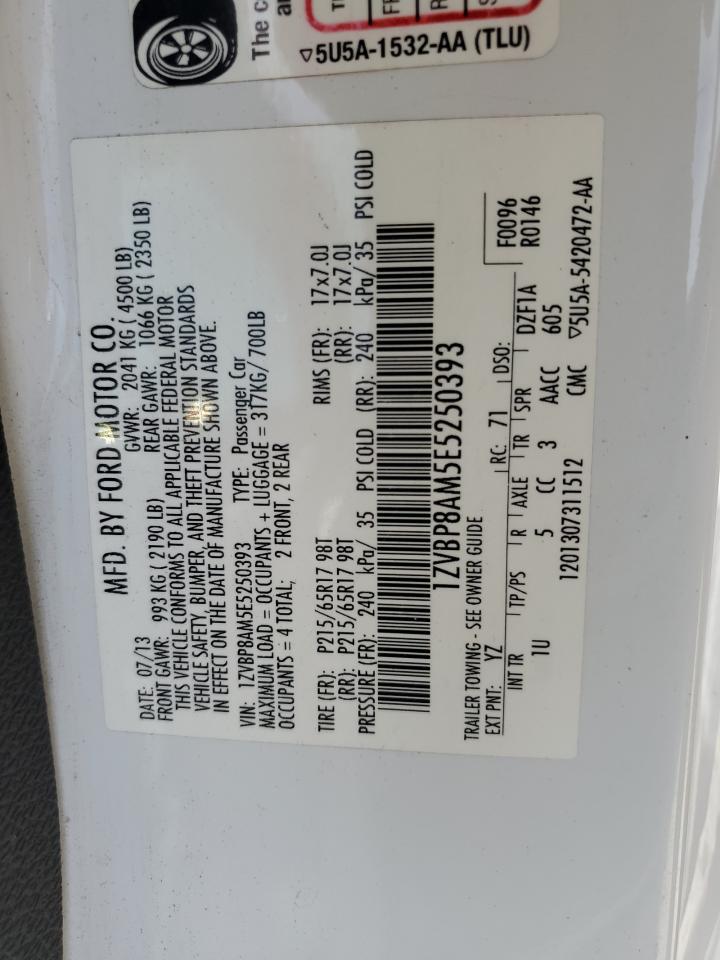 The c
an
▽5U5A-1532-AA (TLU)
MFD. BY FORD MOTOR CO.
DATE: 07/13 GVWR: 2041 KG ( 4500 LB)
FRONT GAWR: 993 KG ( 2190 LB) REAR GAWR: 1066 KG ( 2350 LB)
THIS VEHICLE CONFORMS TO ALL APPLICABLE FEDERAL MOTOR
VEHICLE SAFETY, BUMPER, AND THEFT PREVENTION STANDARDS
IN EFFECT ON THE DATE OF MANUFACTURE SHOWN ABOVE.
VIN: 1ZVBP8AM5E5250393 TYPE: Passenger Car
MAXIMUM LOAD = OCCUPANTS + LUGGAGE = 317KG/700LB
OCCUPANTS = 4 TOTAL; 2 FRONT, 2 REAR
TIRE (FR): P215/65R17 98T RIMS (FR): 17x7.0J
(RR): P215/65R17 98T (RR): 17x7.0J
PRESSURE (FR): 240 kPa/ 35 PSI COLD (RR): 240 kPa/ 35 PSI COLD
1ZVBP8AM5E5250393
TRAILER TOWING - SEE OWNER GUIDE
EXT PNT: YZ RC: 71 DSO: F0096
INT TR TP/PS R AXLE TR SPR DZF1A R0146
1U 5 CC 3 AACC 605
1201307311512 CMC ▽5U5A-5420472-AA